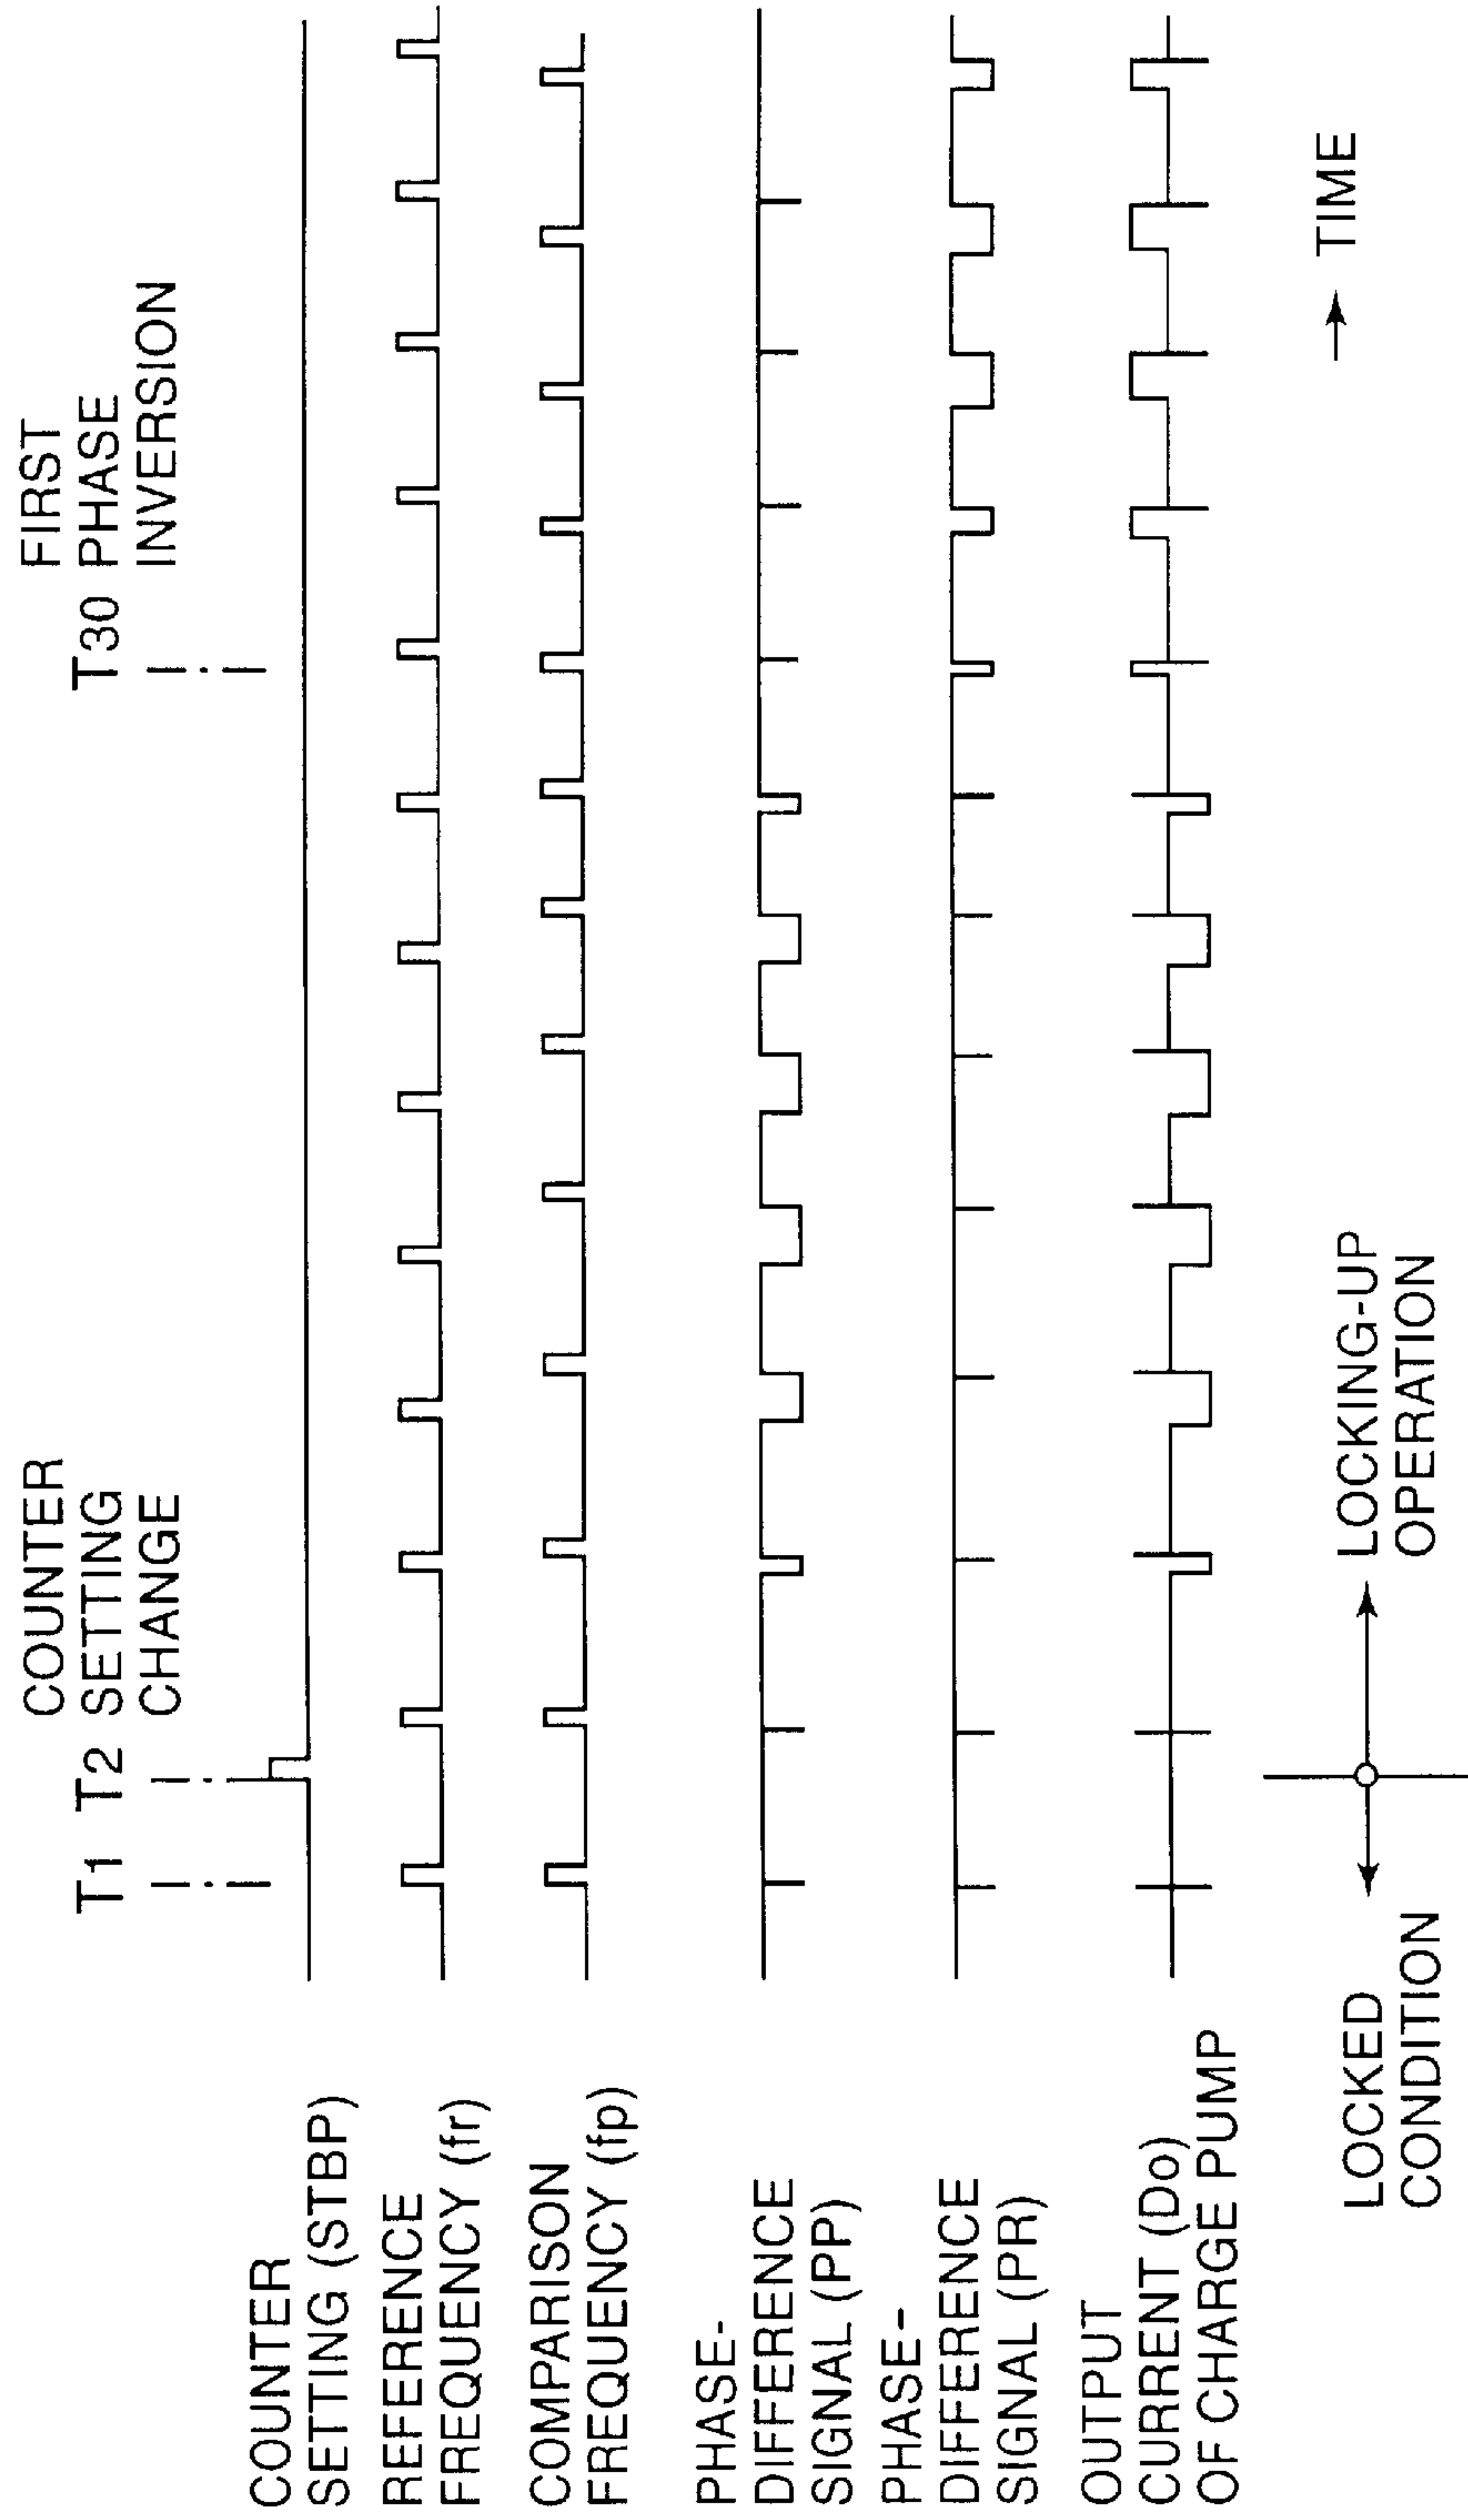 T1 T2
COUNTER
SETTING
CHANGE
T30
FIRST
PHASE
INVERSION
COUNTER
SETTING (STBP)
REFERENCE
FREQUENCY (fr)
COMPARISON
FREQUENCY (fp)
PHASE-
DIFFERENCE
SIGNAL (PP)
PHASE-
DIFFERENCE
SIGNAL (PR)
OUTPUT
CURRENT (Do)
OF CHARGE PUMP
LOCKED
CONDITION
LOCKING-UP
OPERATION
TIME